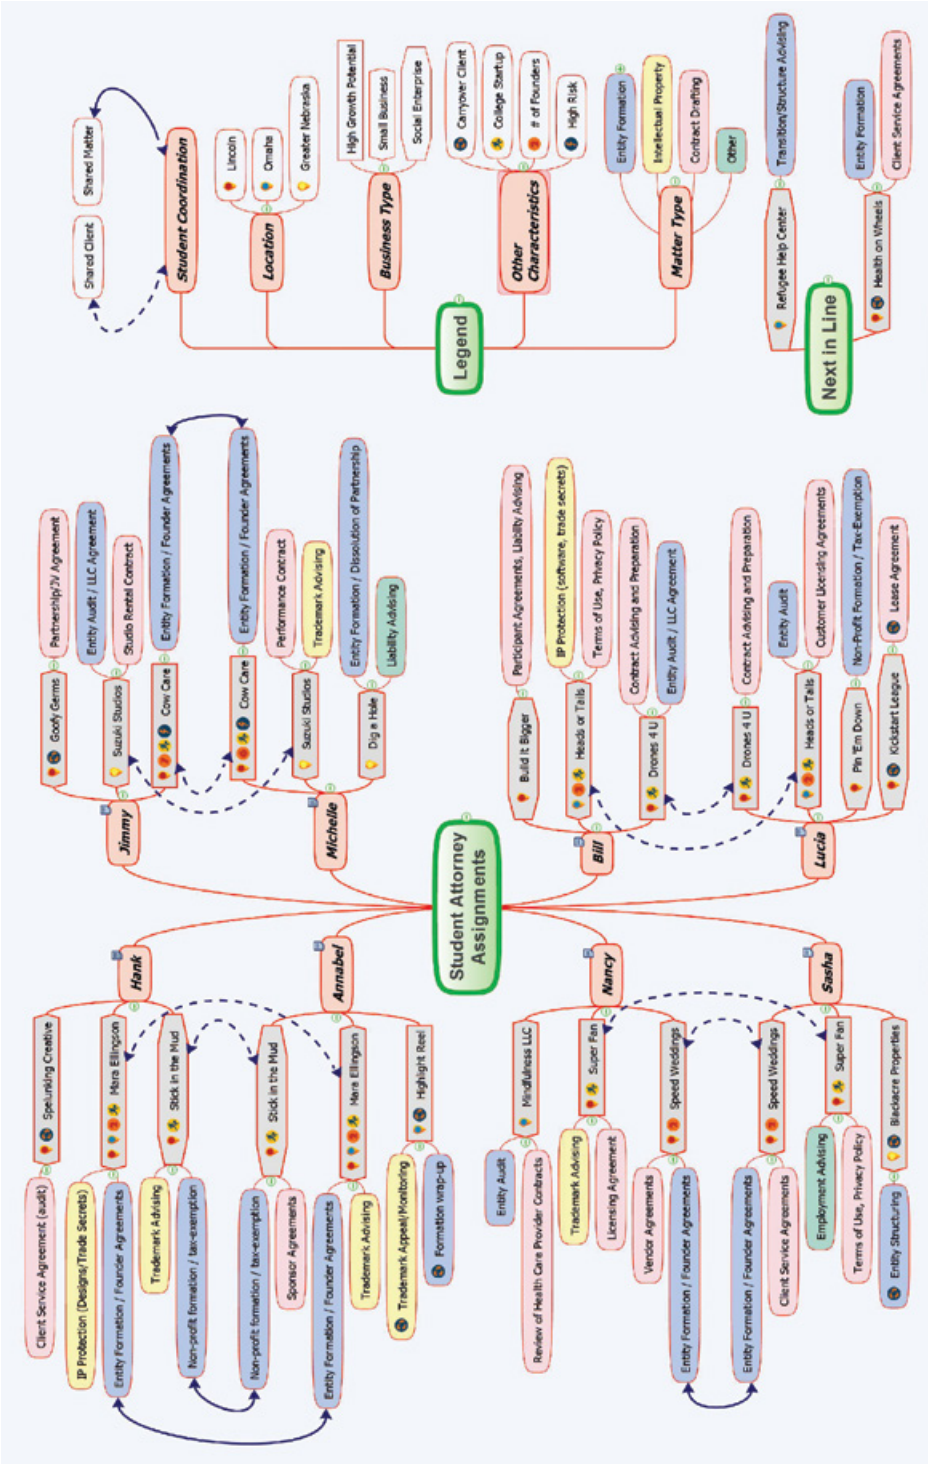 Student Attorney
Assignments
Hank
Spelunking Creative
Client Service Agreement (audit)
Mara Ellingson
IP Protection (Designs/Trade Secrets)
Entity Formation / Founder Agreements
Stick in the Mud
Trademark Advising
Non-profit formation / tax-exemption
Annabel
Stick in the Mud
Non-profit formation / tax-exemption
Sponsor Agreements
Mara Ellingson
Entity Formation / Founder Agreements
Trademark Advising
Highlight Reel
Trademark Appeal/Monitoring
Formation wrap-up
Nancy
Mindfulness LLC
Entity Audit
Review of Health Care Provider Contracts
Super Fan
Trademark Advising
Licensing Agreement
Speed Weddings
Vendor Agreements
Entity Formation / Founder Agreements
Sasha
Speed Weddings
Entity Formation / Founder Agreements
Client Service Agreements
Super Fan
Employment Advising
Terms of Use, Privacy Policy
Blackacre Properties
Entity Structuring
Jimmy
Goofy Germs
Partnership/JV Agreement
Suzuki Studios
Entity Audit / LLC Agreement
Studio Rental Contract
Cow Care
Entity Formation / Founder Agreements
Michelle
Cow Care
Entity Formation / Founder Agreements
Suzuki Studios
Performance Contract
Trademark Advising
Dig a Hole
Entity Formation / Dissolution of Partnership
Liability Advising
Bill
Build It Bigger
Participant Agreements, Liability Advising
Heads or Tails
IP Protection (software, trade secrets)
Terms of Use, Privacy Policy
Drones 4 U
Contract Advising and Preparation
Entity Audit / LLC Agreement
Lucia
Drones 4 U
Contract Advising and Preparation
Heads or Tails
Entity Audit
Customer Licensing Agreements
Pin 'Em Down
Non-Profit Formation / Tax-Exemption
Kickstart League
Lease Agreement
Legend
Student Coordination
Shared Client
Shared Matter
Location
Lincoln
Omaha
Greater Nebraska
Business Type
High Growth Potential
Small Business
Social Enterprise
Other
Characteristics
Carryover Client
College Startup
# of Founders
High Risk
Matter Type
Entity Formation
Intellectual Property
Contract Drafting
Other
Next in Line
Refugee Help Center
Transition/Structure Advising
Health on Wheels
Entity Formation
Client Service Agreements